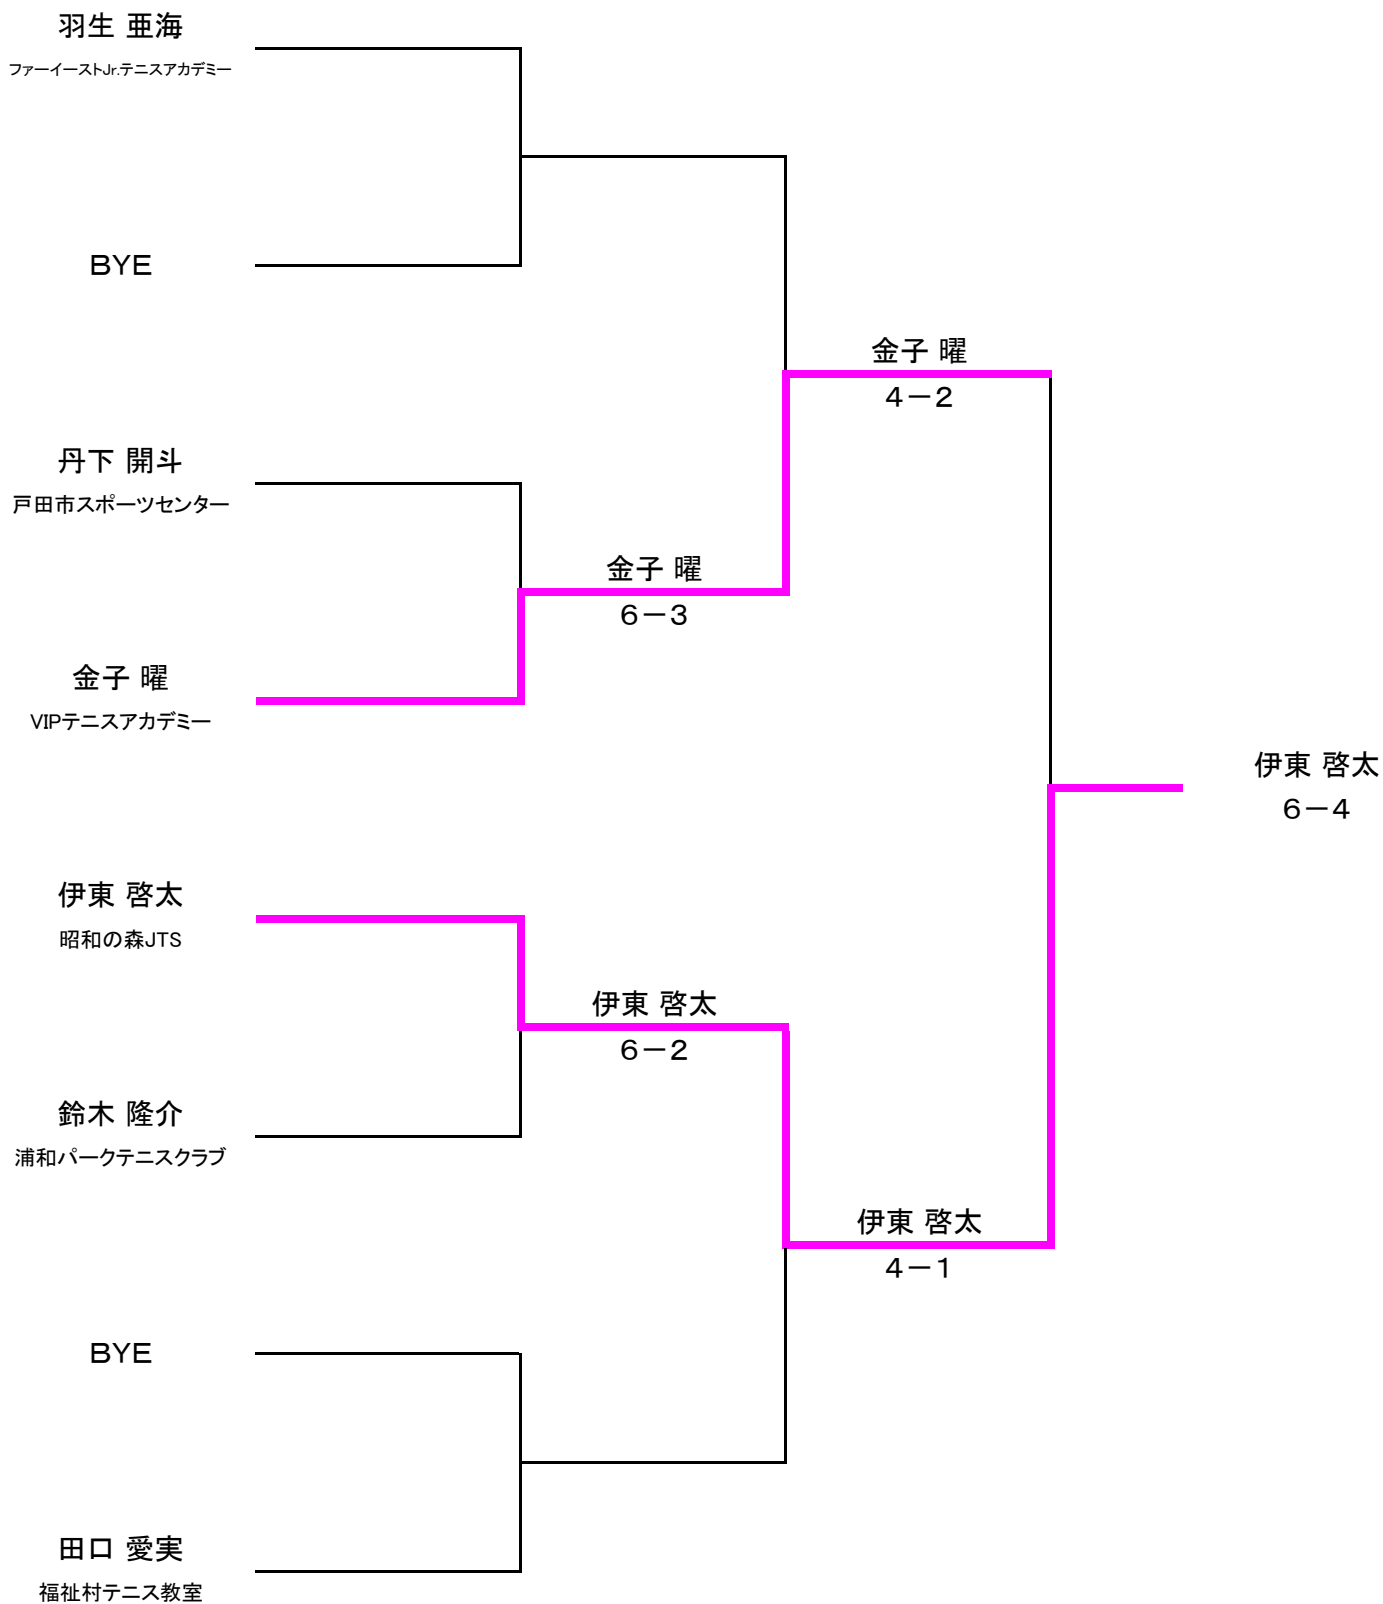 羽生 亜海
ファーイーストJr.テニスアカデミー
BYE
金子 曜
4－2
丹下 開斗
戸田市スポーツセンター
金子 曜
6－3
金子 曜
VIPテニスアカデミー
伊東 啓太
6－4
伊東 啓太
昭和の森JTS
伊東 啓太
6－2
鈴木 隆介
浦和パークテニスクラブ
伊東 啓太
4－1
BYE
田口 愛実
福祉村テニス教室